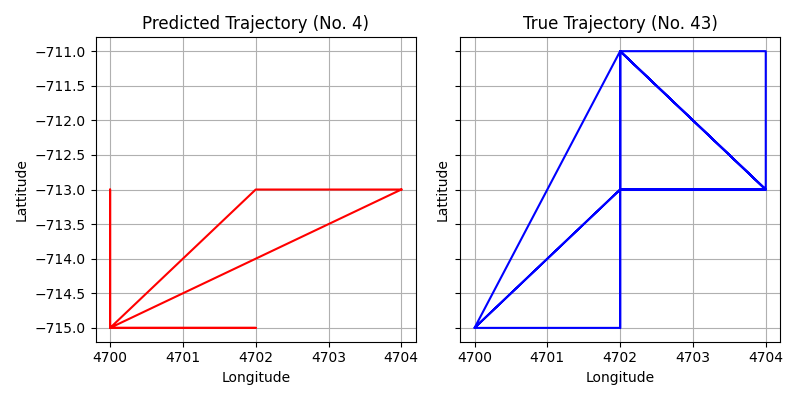 Predicted Trajectory (No. 4)
Lattitude
−711.0
−711.5
−712.0
−712.5
−713.0
−713.5
−714.0
−714.5
−715.0
4700 4701 4702 4703 4704
Longitude
True Trajectory (No. 43)
Lattitude
4700 4701 4702 4703 4704
Longitude